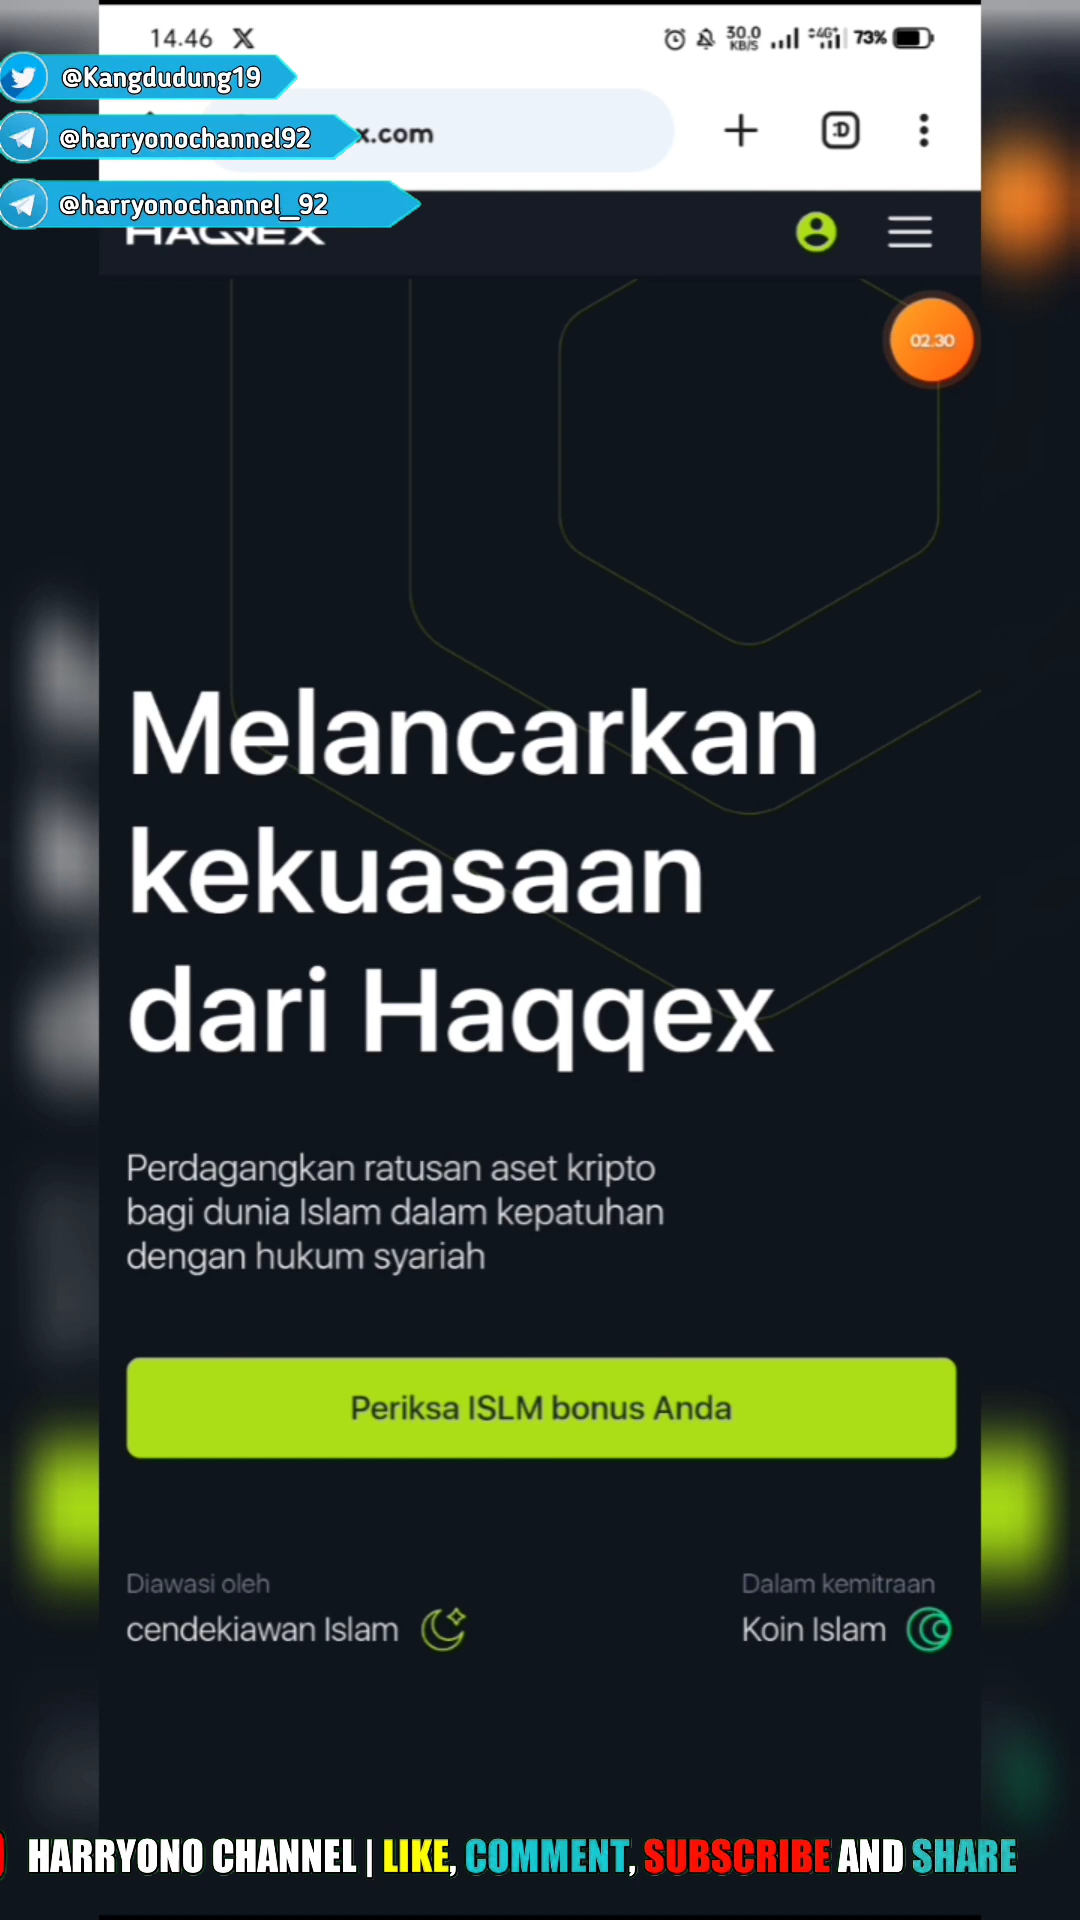 14.46 X 30.0 KB/S 4G 73%
@Kangdudung19
x.com :D
@harryonochannel92
@harryonochannel_92
HAQQEX
02.30
Melancarkan
kekuasaan
dari Haqqex
Perdagangkan ratusan aset kripto
bagi dunia Islam dalam kepatuhan
dengan hukum syariah
Periksa ISLM bonus Anda
Diawasi oleh
cendekiawan Islam
Dalam kemitraan
Koin Islam
HARRYONO CHANNEL | LIKE, COMMENT, SUBSCRIBE AND SHARE